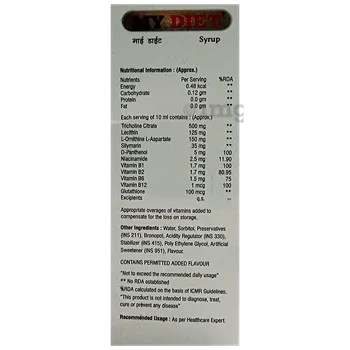 MY-DIET
माई डाईट Syrup
Nutritional Information : (Approx.)
Nutrients Per Serving %RDA
Energy 0.48 kcal **
Carbohydrate 0.12 gm **
Protein 0.0 gm **
Fat 0.0 gm **
Each serving of 10 ml contains : (Approx.)
Tricholine Citrate 500 mg **
Lecithin 125 mg **
L-Ornithine L-Aspartate 150 mg **
Silymarin 35 mg **
D-Panthenol 5 mg 100
Niacinamide 2.5 mg 11.90
Vitamin B1 1.7 mg 100
Vitamin B2 1.7 mg 80.95
Vitamin B6 1.5 mg 75
Vitamin B12 1 mcg 100
Glutathione 100 mcg **
Excipients q.s. --
Appropriate overages of vitamins added to
compensate for the loss on storage.
Other Ingredients : Water, Sorbitol, Preservatives
(INS 211), Bronopol, Acidity Regulator (INS 330),
Stabilizer (INS 415), Poly Ethylene Glycol, Artificial
Sweetener (INS 951), Flavour.
CONTAINS PERMITTED ADDED FLAVOUR
"Not to exceed the recommended daily usage"
** No RDA established
%RDA calculated on the basis of ICMR Guidelines.
"This product is not intended to diagnose, treat,
cure or prevent any disease"
Recommended Usage : As per Healthcare Expert.